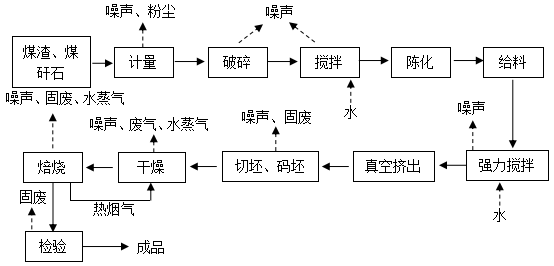 噪声、粉尘
噪声
煤渣、煤
矸石
计量
破碎
搅拌
陈化
给料
水
噪声、固废、水蒸气
噪声、废气、水蒸气
噪声、固废
噪声
焙烧
干燥
切坯、码坯
真空挤出
强力搅拌
热烟气
水
固废
检验
成品